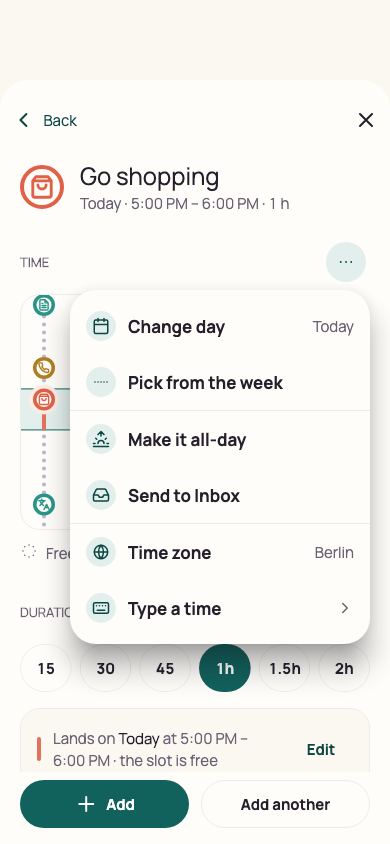 Back
Go shopping
Today · 5:00 PM – 6:00 PM · 1 h
TIME
Change day Today
Pick from the week
Make it all-day
Send to Inbox
Time zone Berlin
Type a time
15 30 45 1h 1.5h 2h
Lands on Today at 5:00 PM –
6:00 PM · the slot is free
Edit
Add
Add another